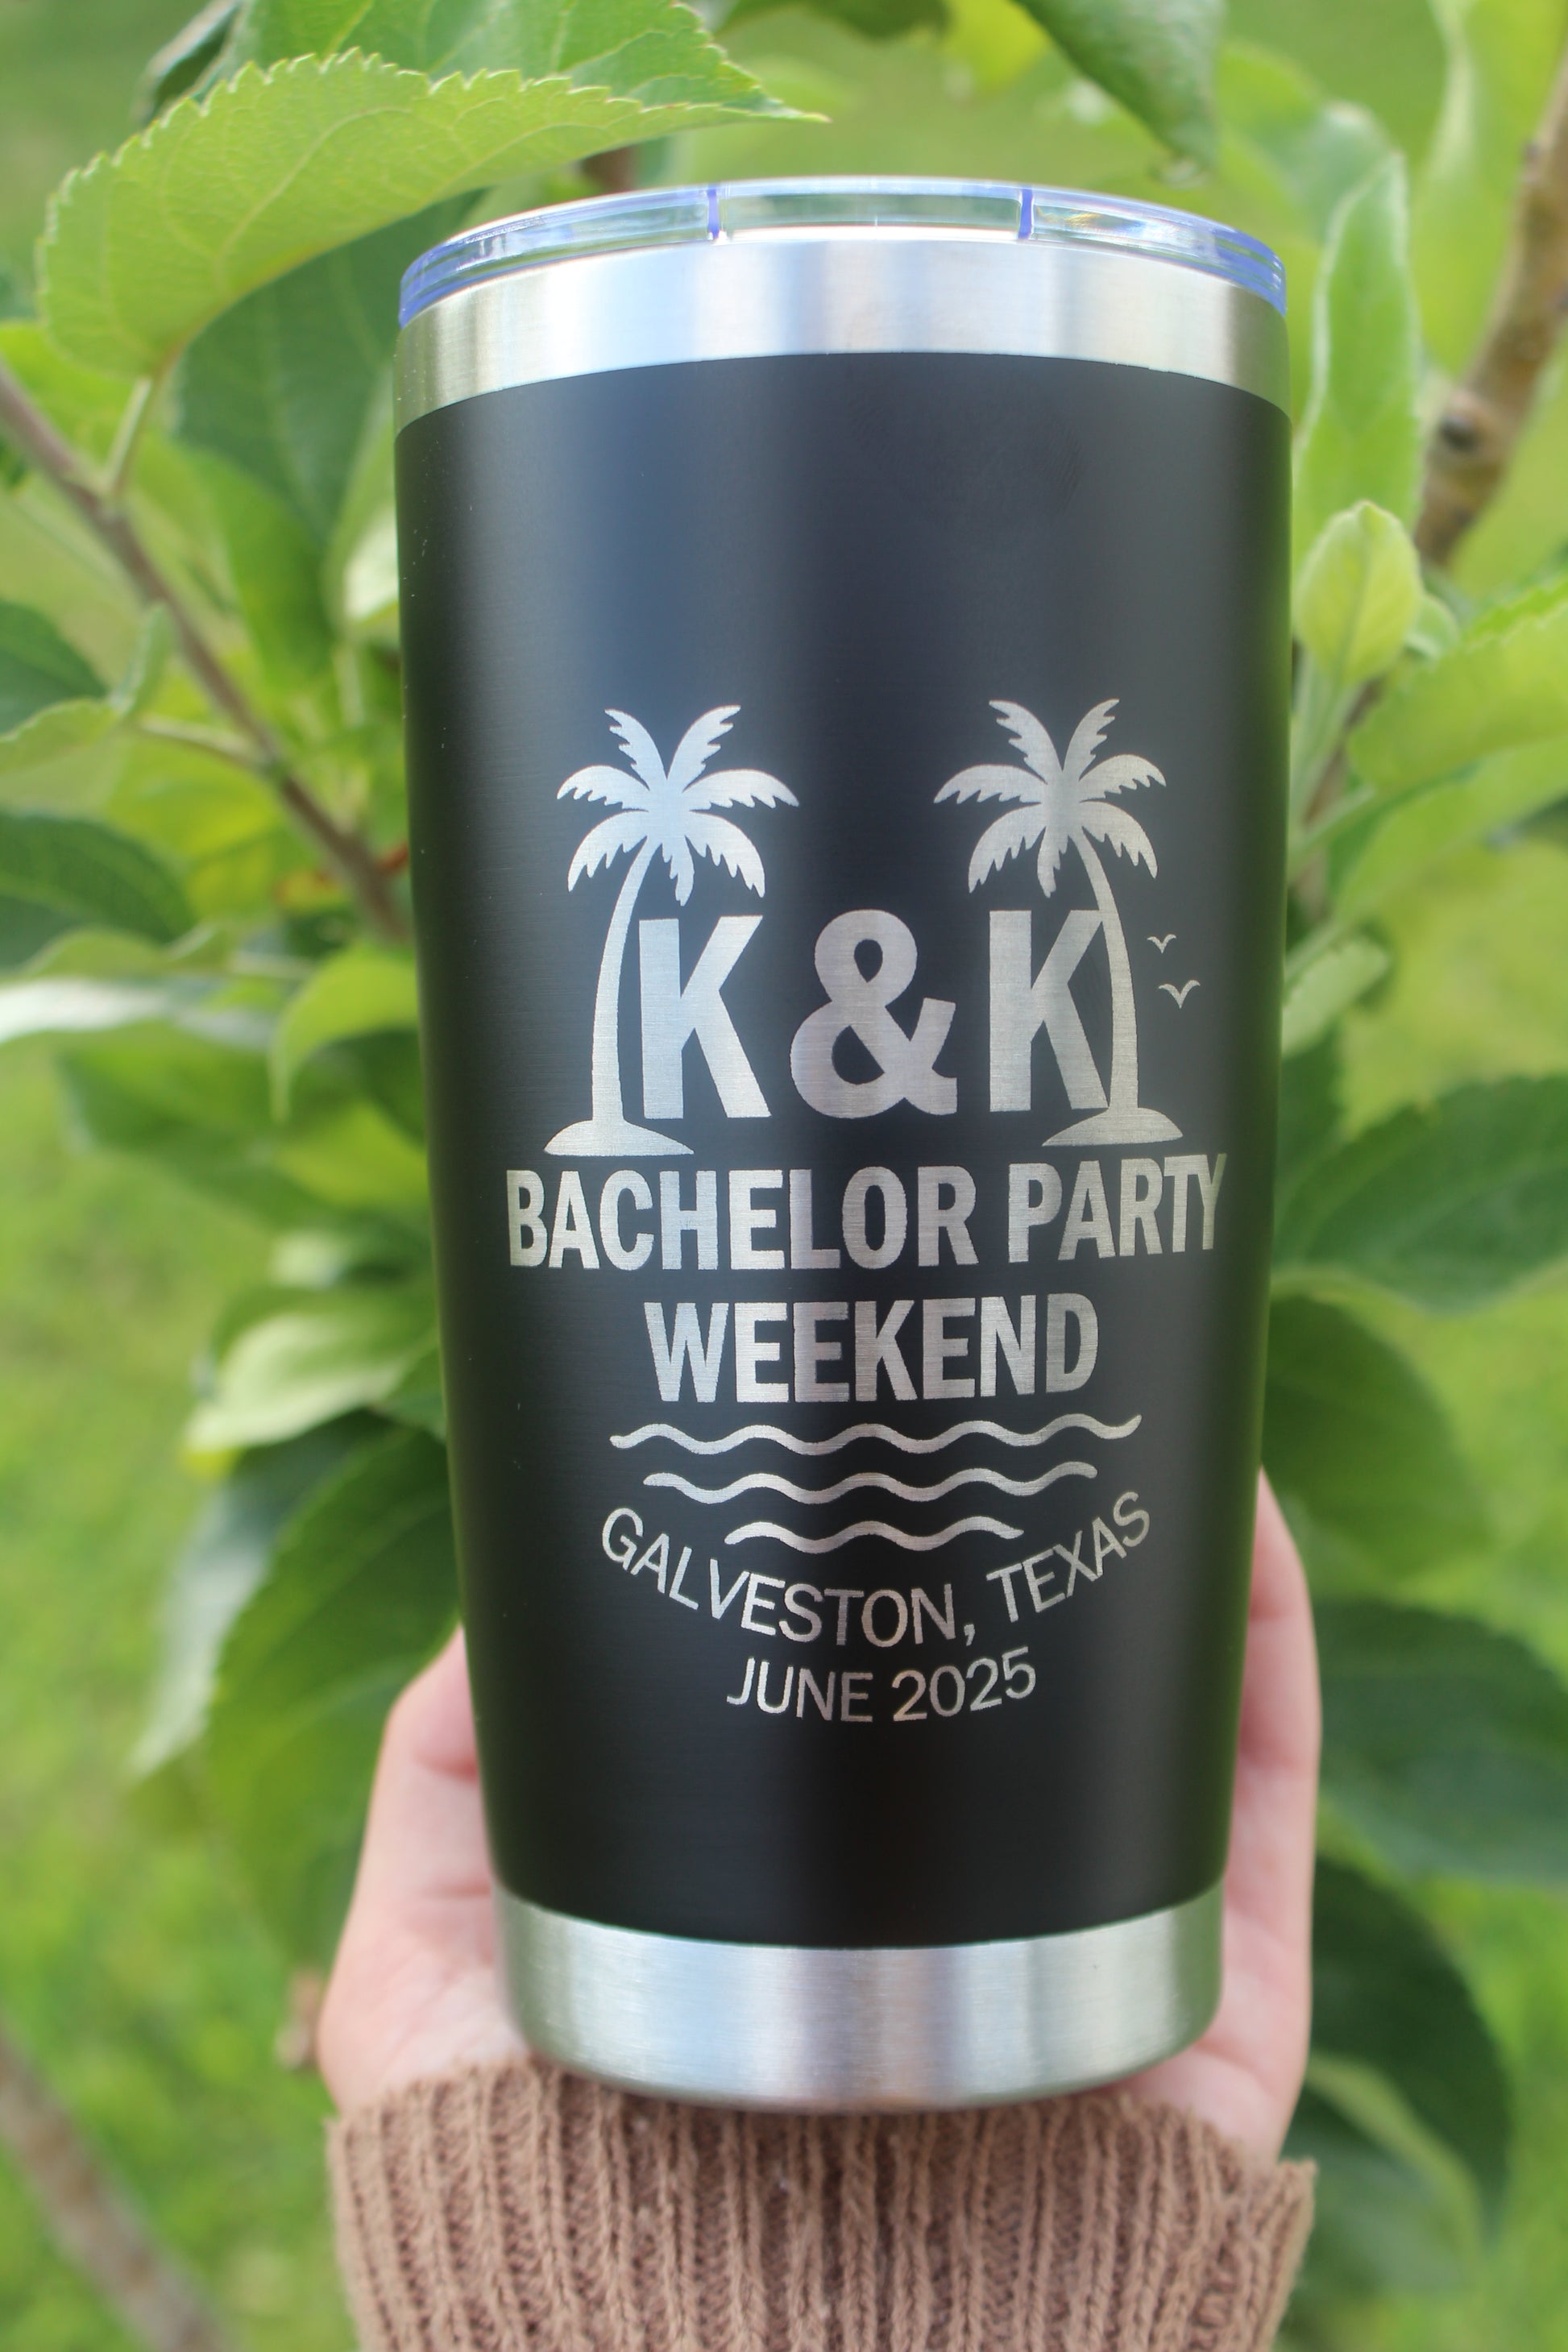 K & K
BACHELOR PARTY
WEEKEND
GALVESTON, TEXAS
JUNE 2025